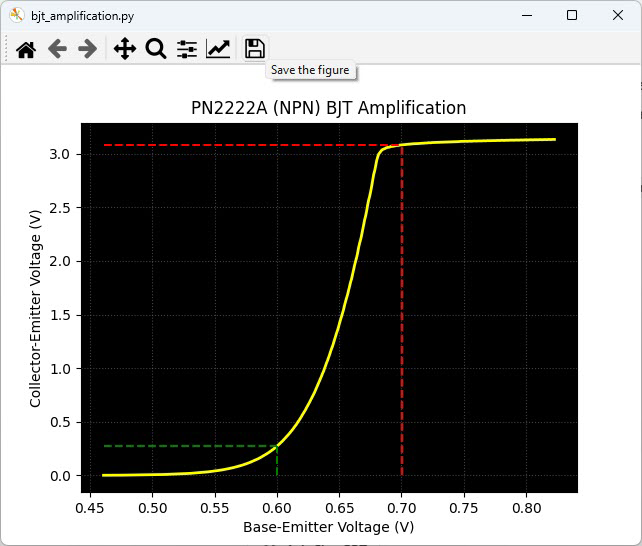 bjt_amplification.py
Save the figure
PN2222A (NPN) BJT Amplification
Collector-Emitter Voltage (V)
3.0
2.5
2.0
1.5
1.0
0.5
0.0
0.45 0.50 0.55 0.60 0.65 0.70 0.75 0.80
Base-Emitter Voltage (V)